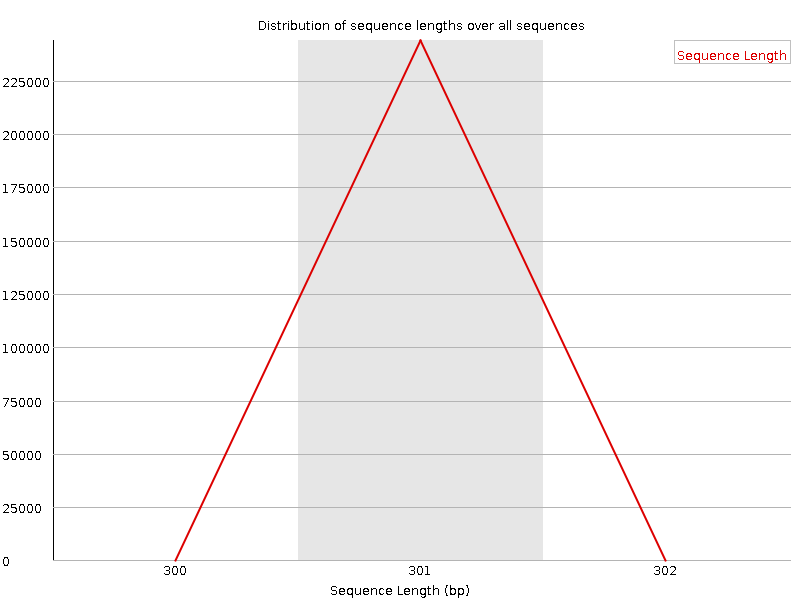 Distribution of sequence lengths over all sequences
Sequence Length
225000
200000
175000
150000
125000
100000
75000
50000
25000
0
300 301 302
Sequence Length (bp)